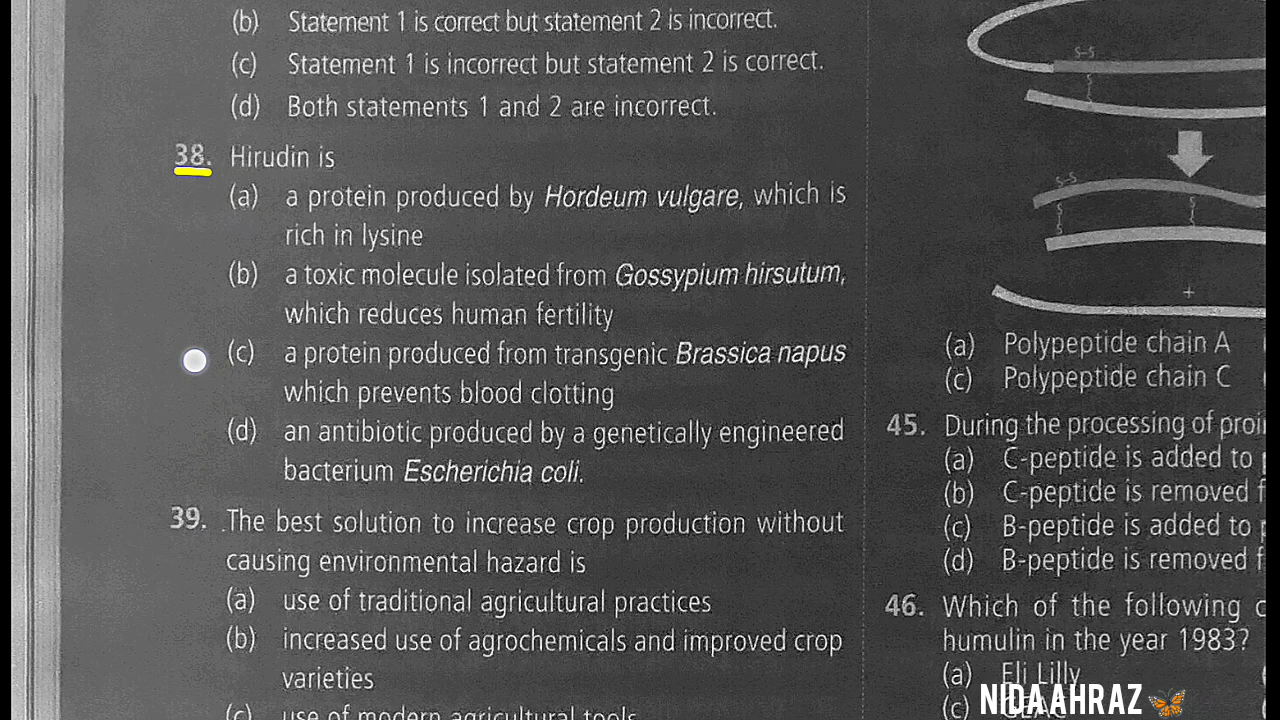 (b) Statement 1 is correct but statement 2 is incorrect.
(c) Statement 1 is incorrect but statement 2 is correct.
(d) Both statements 1 and 2 are incorrect.
38. Hirudin is
(a) a protein produced by Hordeum vulgare, which is
rich in lysine
(b) a toxic molecule isolated from Gossypium hirsutum,
which reduces human fertility
(c) a protein produced from transgenic Brassica napus
which prevents blood clotting
(d) an antibiotic produced by a genetically engineered
bacterium Escherichia coli.
39. The best solution to increase crop production without
causing environmental hazard is
(a) use of traditional agricultural practices
(b) increased use of agrochemicals and improved crop
varieties
(c) use of modern agricultural tools
S–S
S–S
+
(a) Polypeptide chain A
(c) Polypeptide chain C
45. During the processing of
(a) C-peptide is added to
(b) C-peptide is removed
(c) B-peptide is added to
(d) B-peptide is removed
46. Which of the following
humulin in the year 1983?
(a) Eli Lilly
(c)
NIDA AHRAZ 🦋